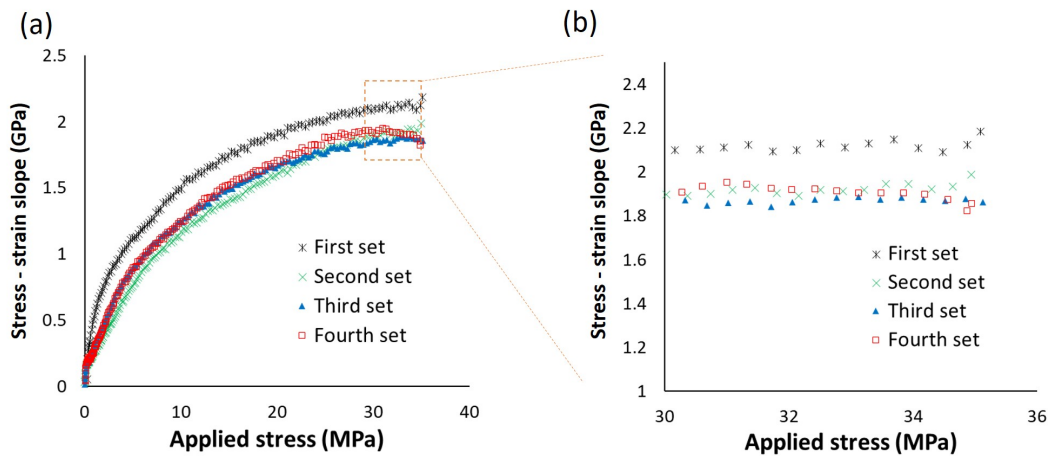 (a)
2.5
2
1.5
1
0.5
0
0
10
20
30
40
Stress - strain slope (GPa)
Applied stress (MPa)
First set
Second set
Third set
Fourth set
(b)
2.4
2.2
2
1.8
1.6
1.4
1.2
1
30
32
34
36
Stress - strain slope (GPa)
Applied stress (MPa)
First set
Second set
Third set
Fourth set